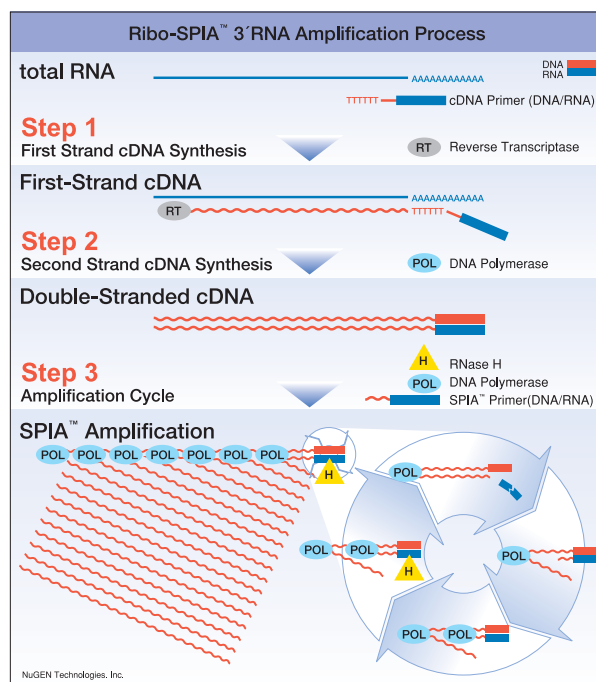 Ribo-SPIA™ 3´RNA Amplification Process
total RNA
AAAAAAAAAAAA
DNA
RNA
TTTTTT
cDNA Primer (DNA/RNA)
Step 1
First Strand cDNA Synthesis
RT Reverse Transcriptase
First-Strand cDNA
AAAAAAAAAAAA
RT
TTTTTT
Step 2
Second Strand cDNA Synthesis
POL DNA Polymerase
Double-Stranded cDNA
H RNase H
Step 3
POL DNA Polymerase
Amplification Cycle
SPIA™ Primer(DNA/RNA)
SPIA™ Amplification
POL POL POL POL POL POL POL
H
POL
POL POL
H
POL
POL POL
NuGEN Technologies. Inc.